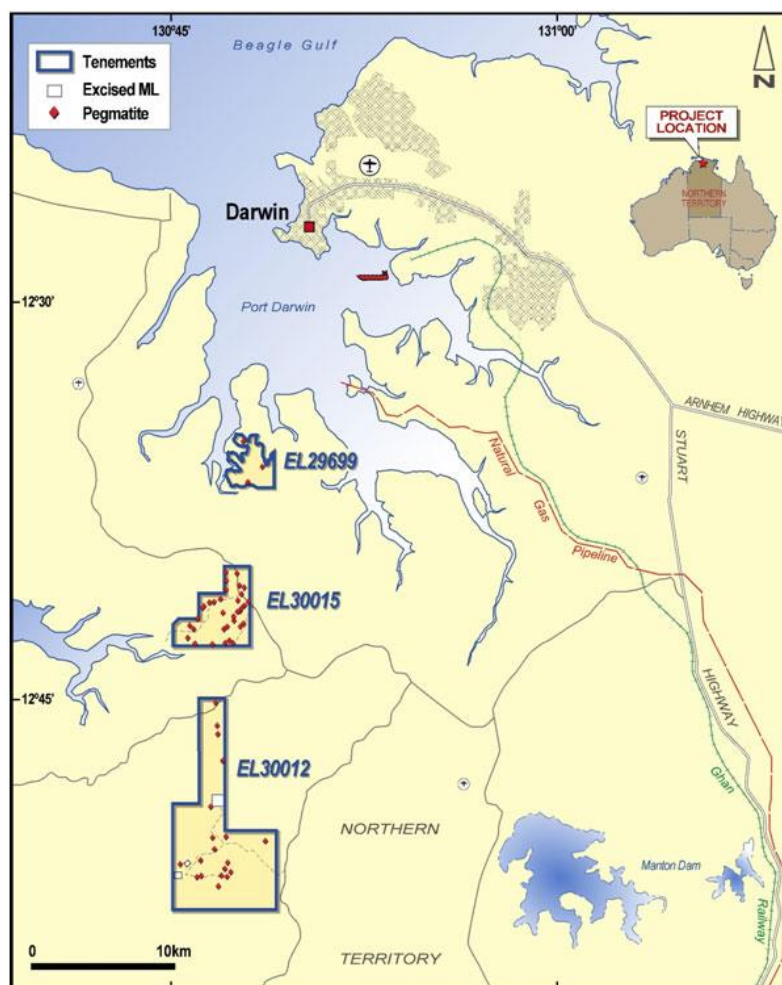 130°45'
131°00'
Beagle Gulf
Tenements
Excised ML
Pegmatite
N
PROJECT
LOCATION
NORTHERN
TERRITORY
Darwin
12°30'
Port Darwin
ARNHEM HIGHWAY
STUART
HIGHWAY
EL29699
Natural
Gas
Pipeline
EL30015
12°45'
EL30012
Ghan
Railway
NORTHERN
TERRITORY
Manton Dam
0
10km